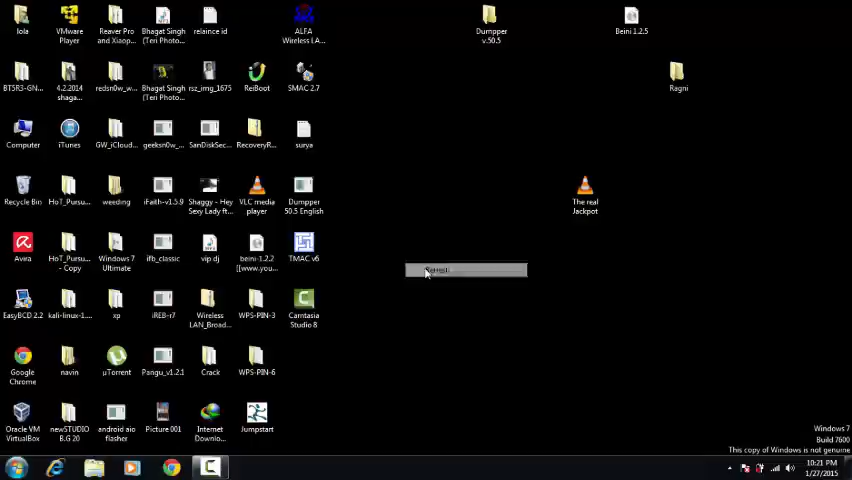 lola
VMware
Player
Reaver Pro
and Xiaop...
Bhagat Singh
(Teri Photo...
relaince id
ALFA
Wireless LA...
Dumpper
v.50.5
Beini 1.2.5
BT5R3-GN...
4.2.2014
shaga...
redsn0w_w...
Bhagat Singh
(Teri Photo...
rsz_img_1675
ReiBoot
SMAC 2.7
Ragni
Computer
iTunes
GW_iCloud...
geeksn0w_...
SanDiskSec...
RecoveryR...
surya
Recycle Bin
HoT_Pursu...
weeding
iFaith-v1.5.9
Shaggy - Hey
Sexy Lady ft...
VLC media
player
Dumpper
50.5 English
The real
Jackpot
Avira
HoT_Pursu...
- Copy
Windows 7
Ultimate
ifb_classic
vip dj
beini-1.2.2
[[www.you...
TMAC v6
Refresh
EasyBCD 2.2
kali-linux-1....
xp
iREB-r7
Wireless
LAN_Broad...
WPS-PIN-3
Camtasia
Studio 8
Google
Chrome
navin
µTorrent
Pangu_v1.2.1
Crack
WPS-PIN-6
Oracle VM
VirtualBox
newSTUDIO
B.G 20
android aio
flasher
Picture 001
Internet
Downlo...
Jumpstart
Windows 7
Build 7600
This copy of Windows is not genuine
10:21 PM
1/27/2015